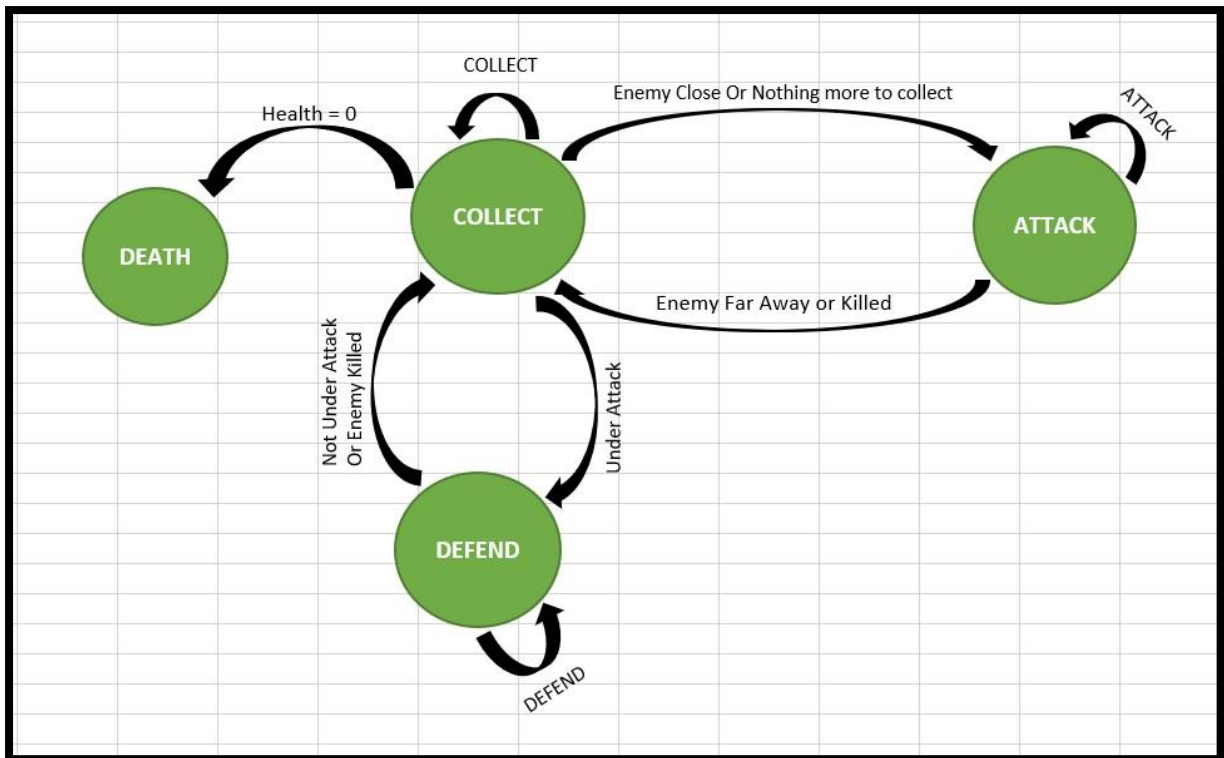 COLLECT
Enemy Close Or Nothing more to collect
ATTACK
Health = 0
COLLECT
ATTACK
DEATH
Enemy Far Away or Killed
Not Under Attack
Or Enemy Killed
Under Attack
DEFEND
DEFEND